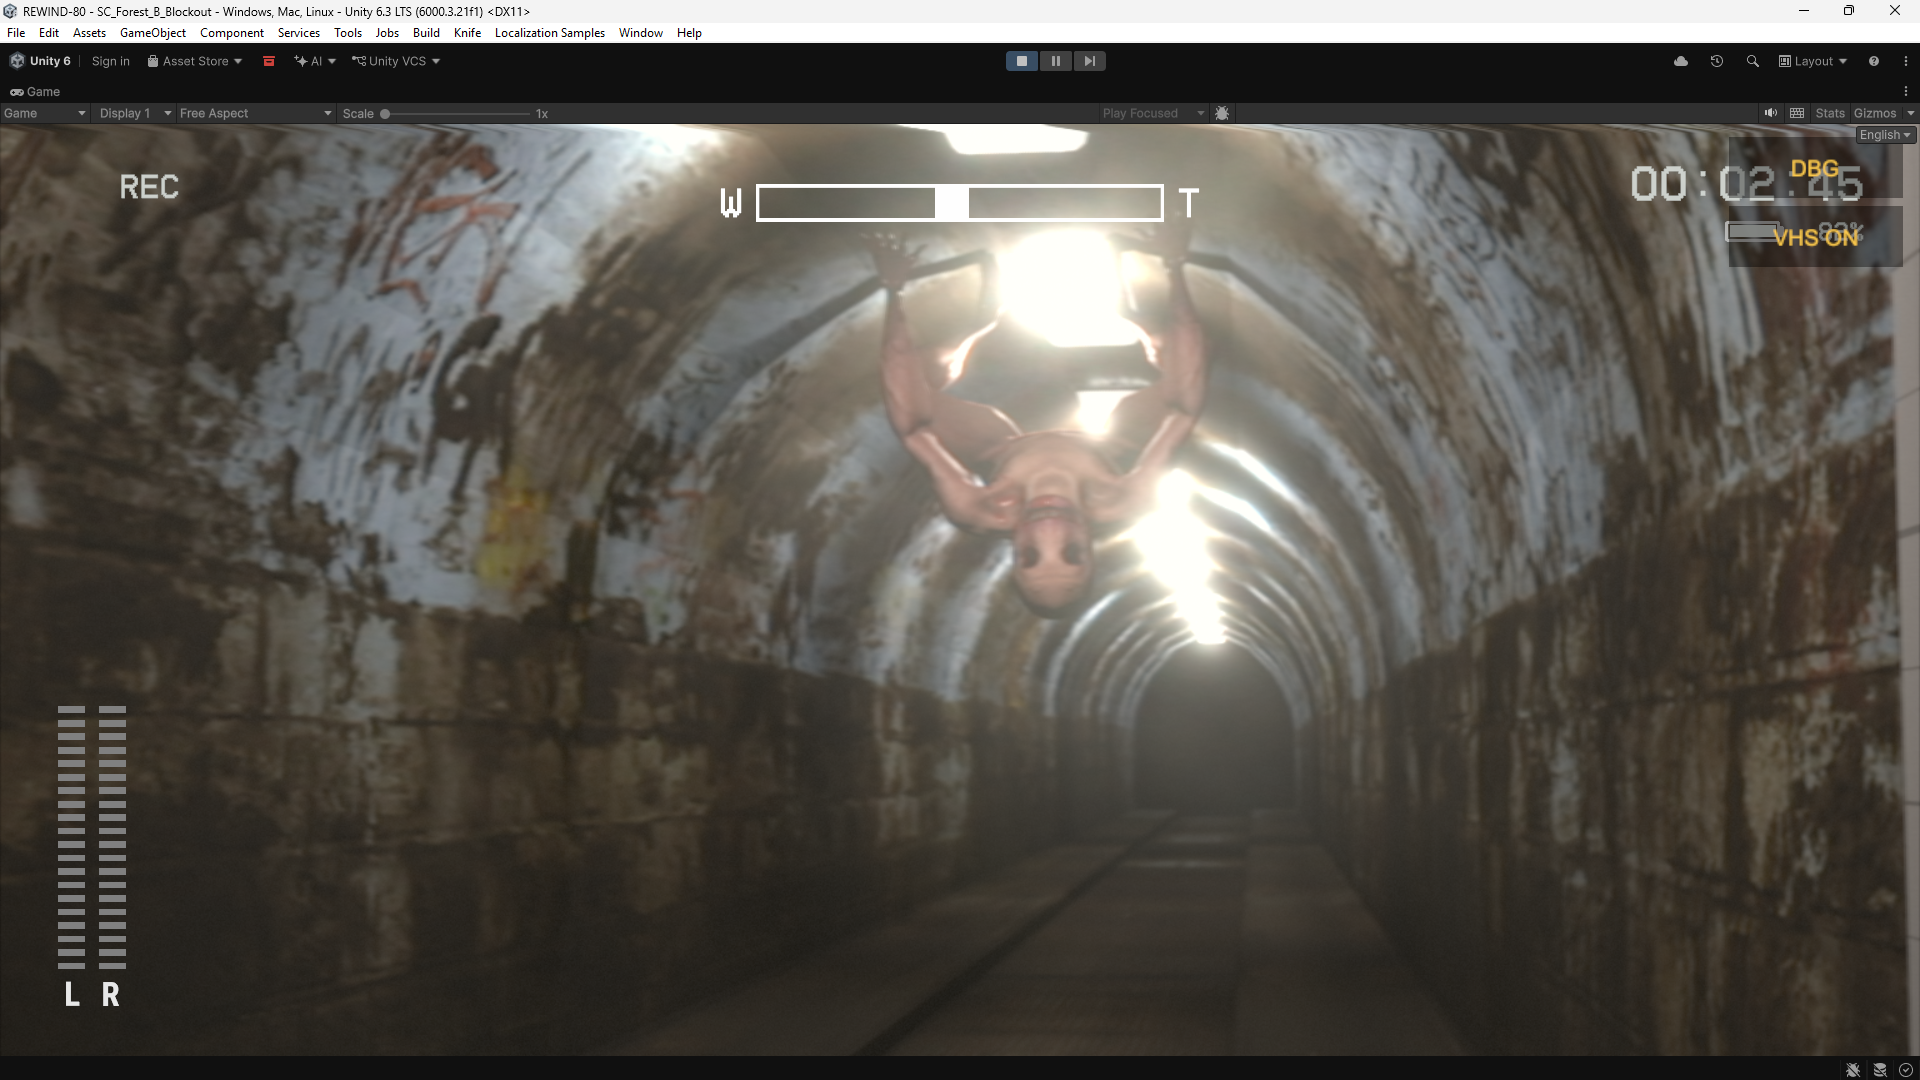 REWIND-80 - SC_Forest_B_Blockout - Windows, Mac, Linux - Unity 6.3 LTS (6000.3.21f1) <DX11>
File Edit Assets GameObject Component Services Tools Jobs Build Knife Localization Samples Window Help
Unity 6 Sign in Asset Store AI Unity VCS Layout
Game
Game Display 1 Free Aspect Scale 1x Play Focused Stats Gizmos
English
REC
W T
00:02:45
DBG
VHS ON
L R